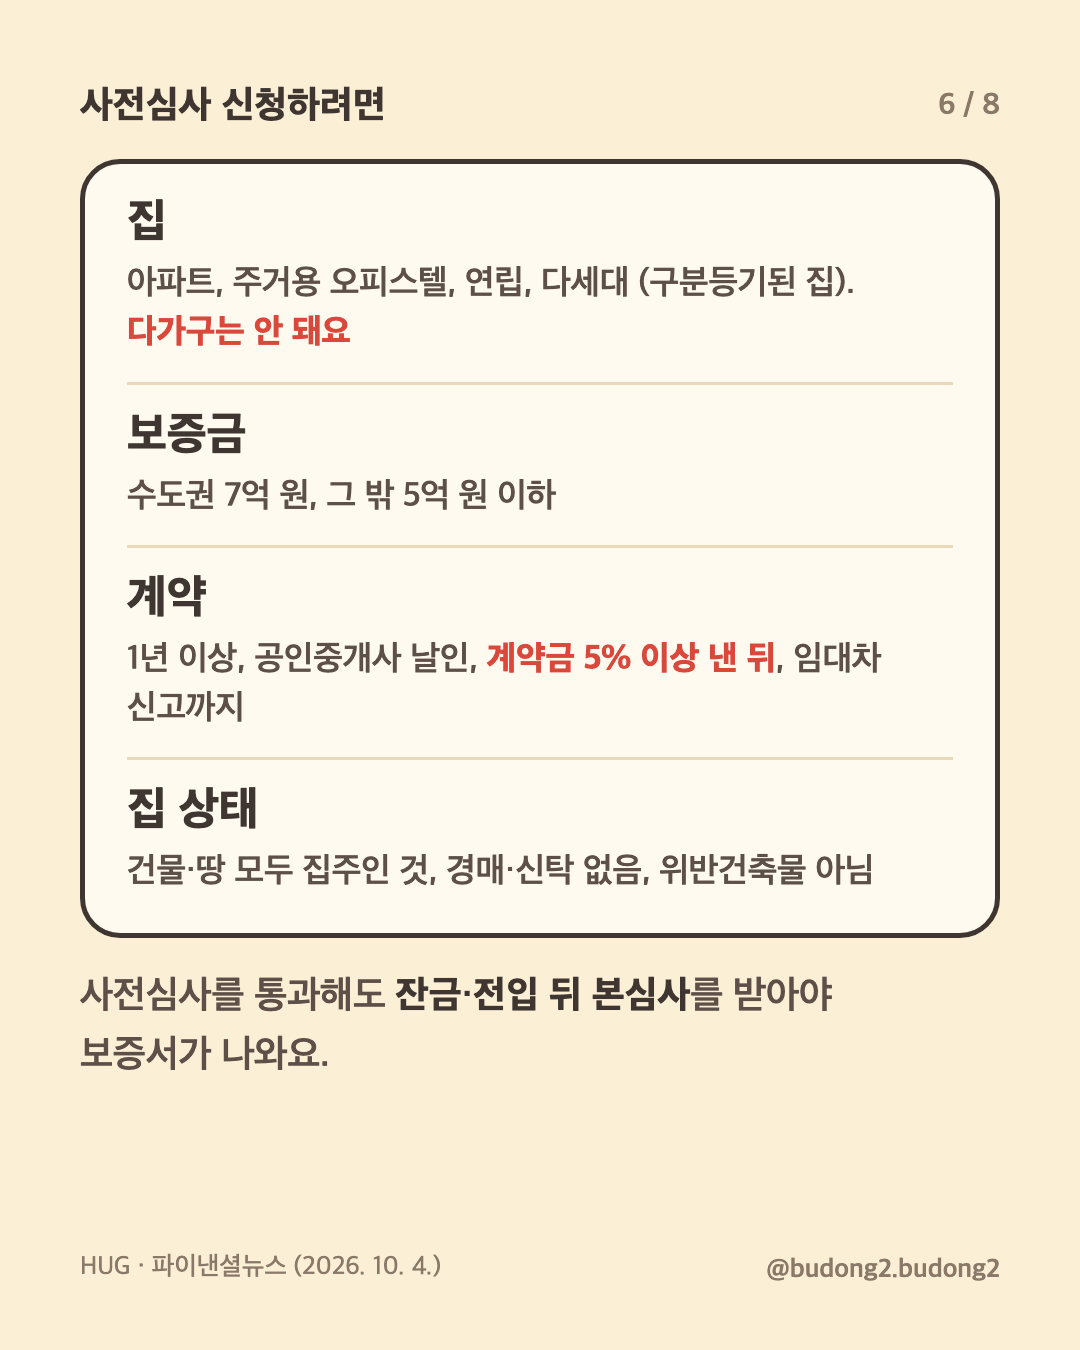 사전심사 신청하려면
6 / 8
집
아파트, 주거용 오피스텔, 연립, 다세대 (구분등기된 집).
다가구는 안 돼요
보증금
수도권 7억 원, 그 밖 5억 원 이하
계약
1년 이상, 공인중개사 날인, 계약금 5% 이상 낸 뒤, 임대차
신고까지
집 상태
건물·땅 모두 집주인 것, 경매·신탁 없음, 위반건축물 아님
사전심사를 통과해도 잔금·전입 뒤 본심사를 받아야
보증서가 나와요.
HUG · 파이낸셜뉴스 (2026. 10. 4.)
@budong2.budong2